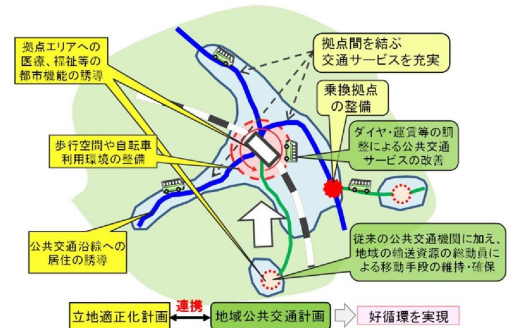 拠点エリアへの
医療、福祉等の
都市機能の誘導
拠点間を結ぶ
交通サービスを充実
乗換拠点
の整備
歩行空間や自転車
利用環境の整備
ダイヤ・運賃等の調
整による公共交通
サービスの改善
公共交通沿線への
居住の誘導
従来の公共交通機関に加え、
地域の輸送資源の総動員に
よる移動手段の維持・確保
立地適正化計画
連携
地域公共交通計画
好循環を実現